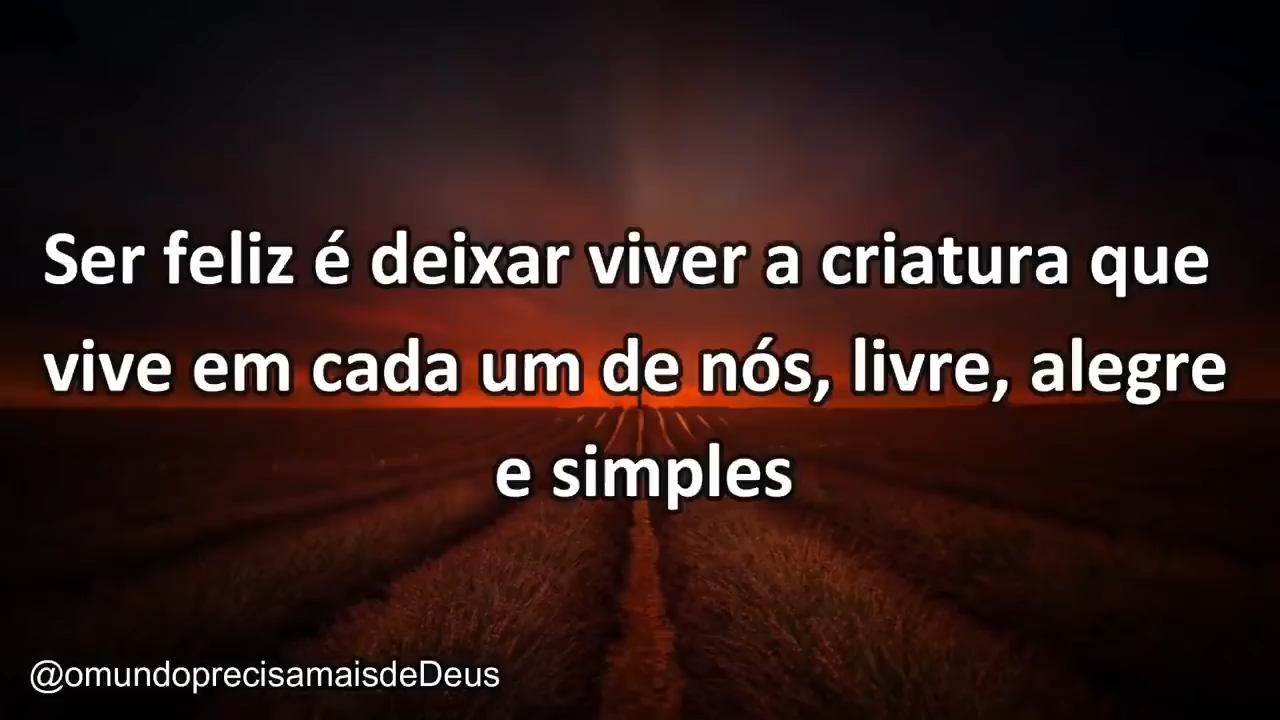 Ser feliz é deixar viver a criatura que
vive em cada um de nós, livre, alegre
e simples
@omundoprecisamaisdeDeus